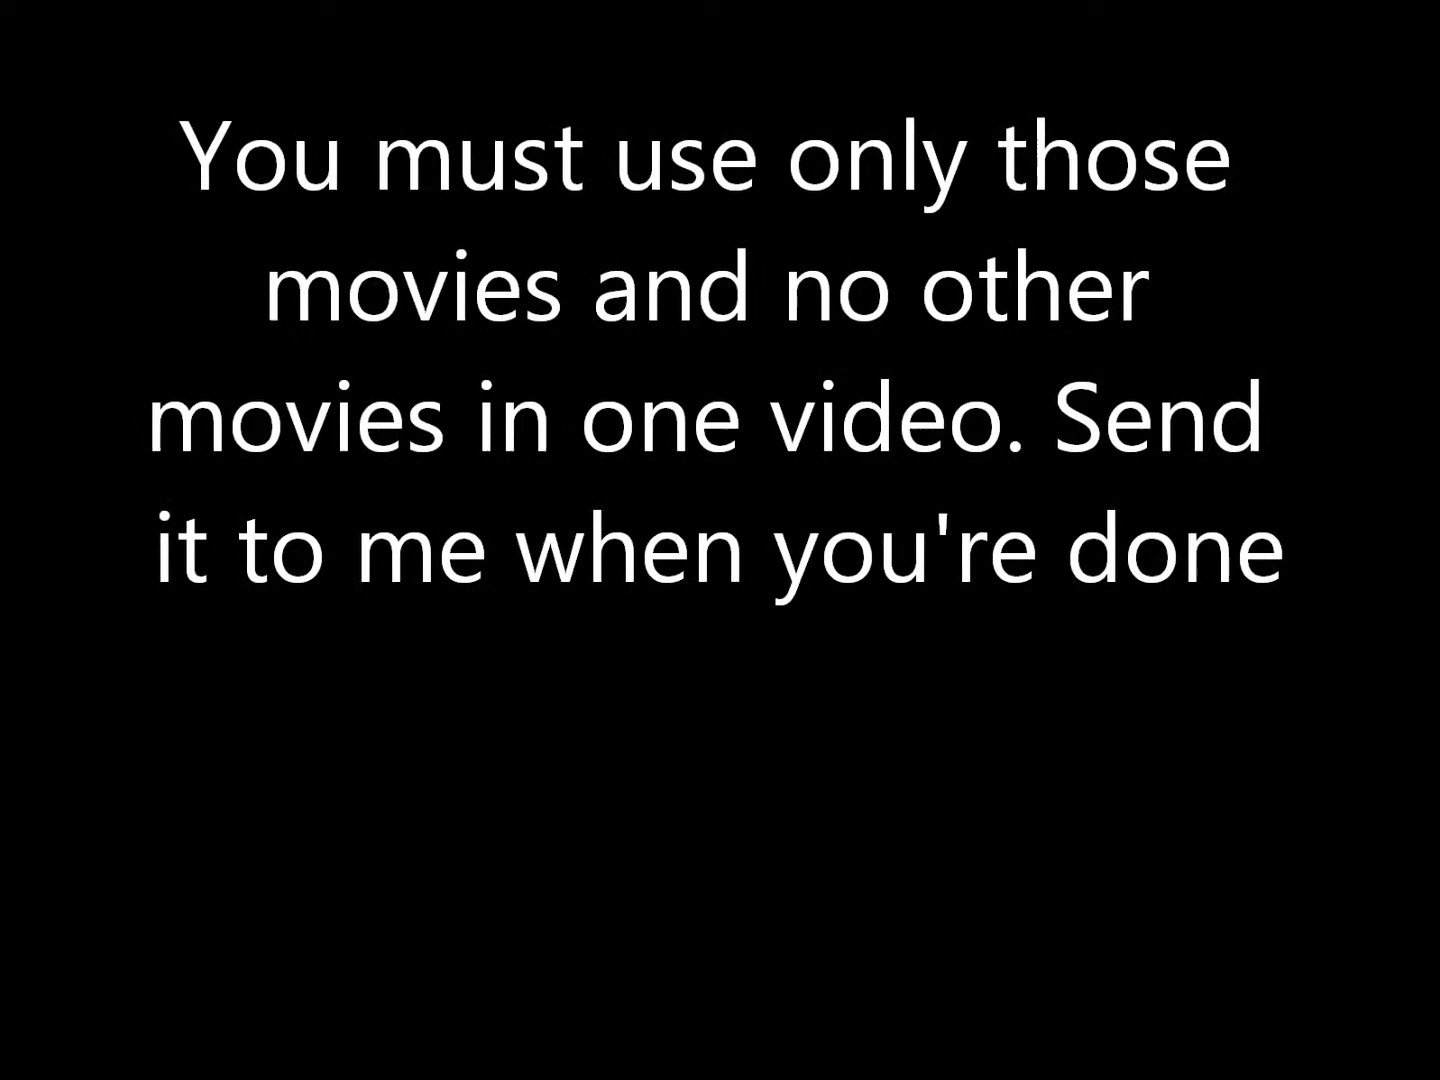 You must use only those
movies and no other
movies in one video. Send
it to me when you're done